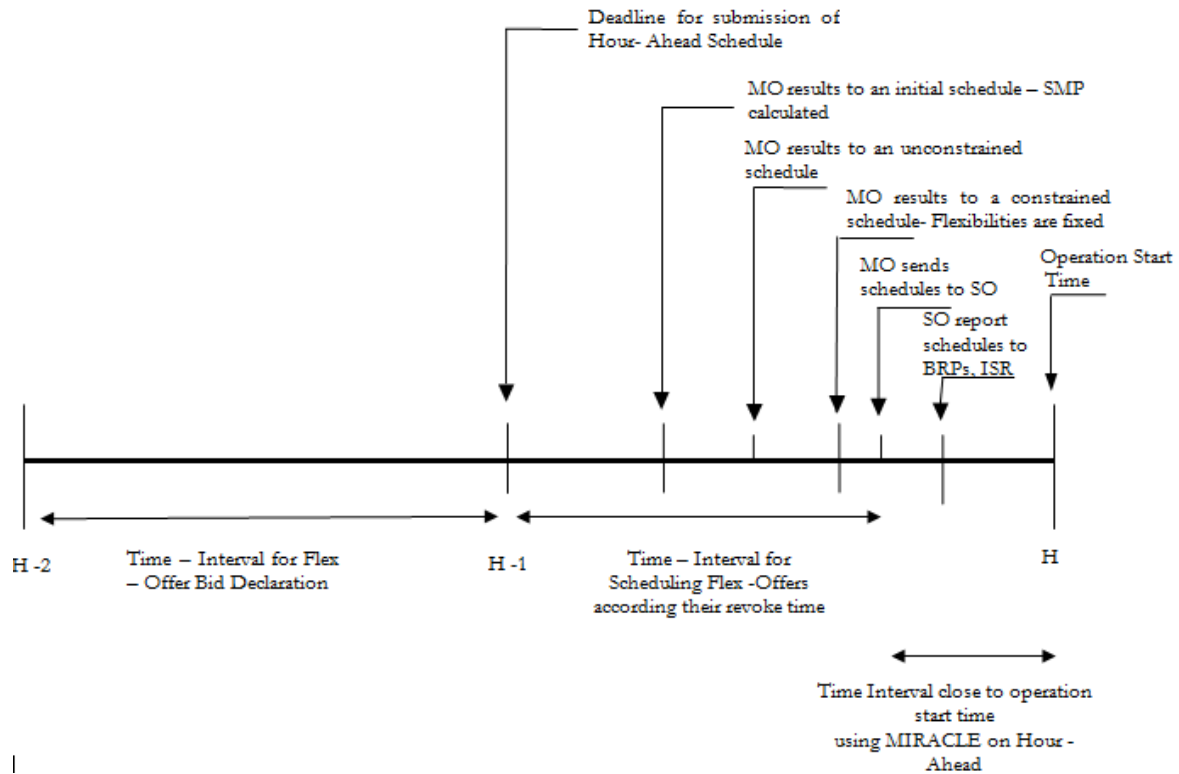 Deadline for submission of
Hour- Ahead Schedule
MO results to an initial schedule – SMP
calculated
MO results to an unconstrained
schedule
MO results to a constrained
schedule- Flexibilities are fixed
MO sends
schedules to SO
Operation Start
Time
SO report
schedules to
BRPs, ISR
H -2
Time – Interval for Flex
– Offer Bid Declaration
H -1
Time – Interval for
Scheduling Flex -Offers
according their revoke time
H
Time Interval close to operation
start time
using MIRACLE on Hour -
Ahead